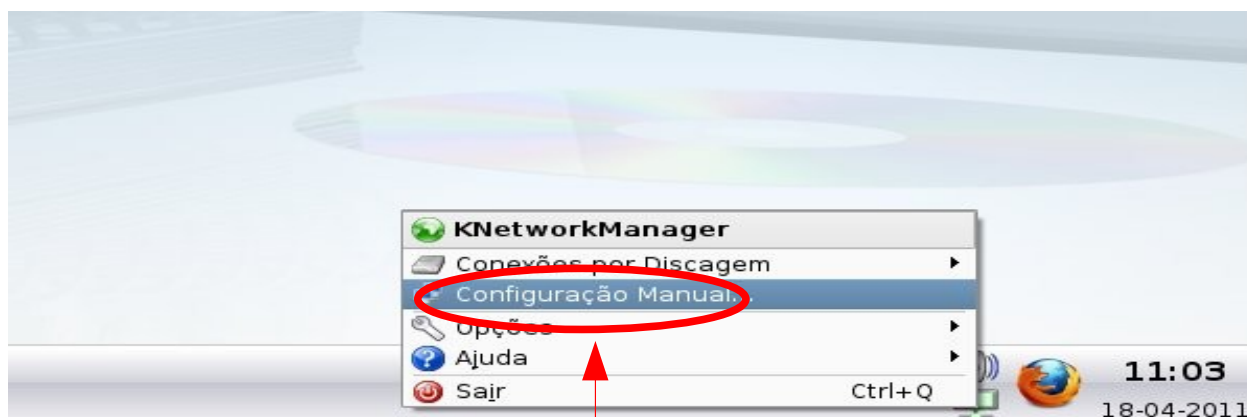 KNetworkManager
Conexões por Discagem
Configuração Manual...
Opções
Ajuda
Sair Ctrl+Q
11:03
18-04-2011